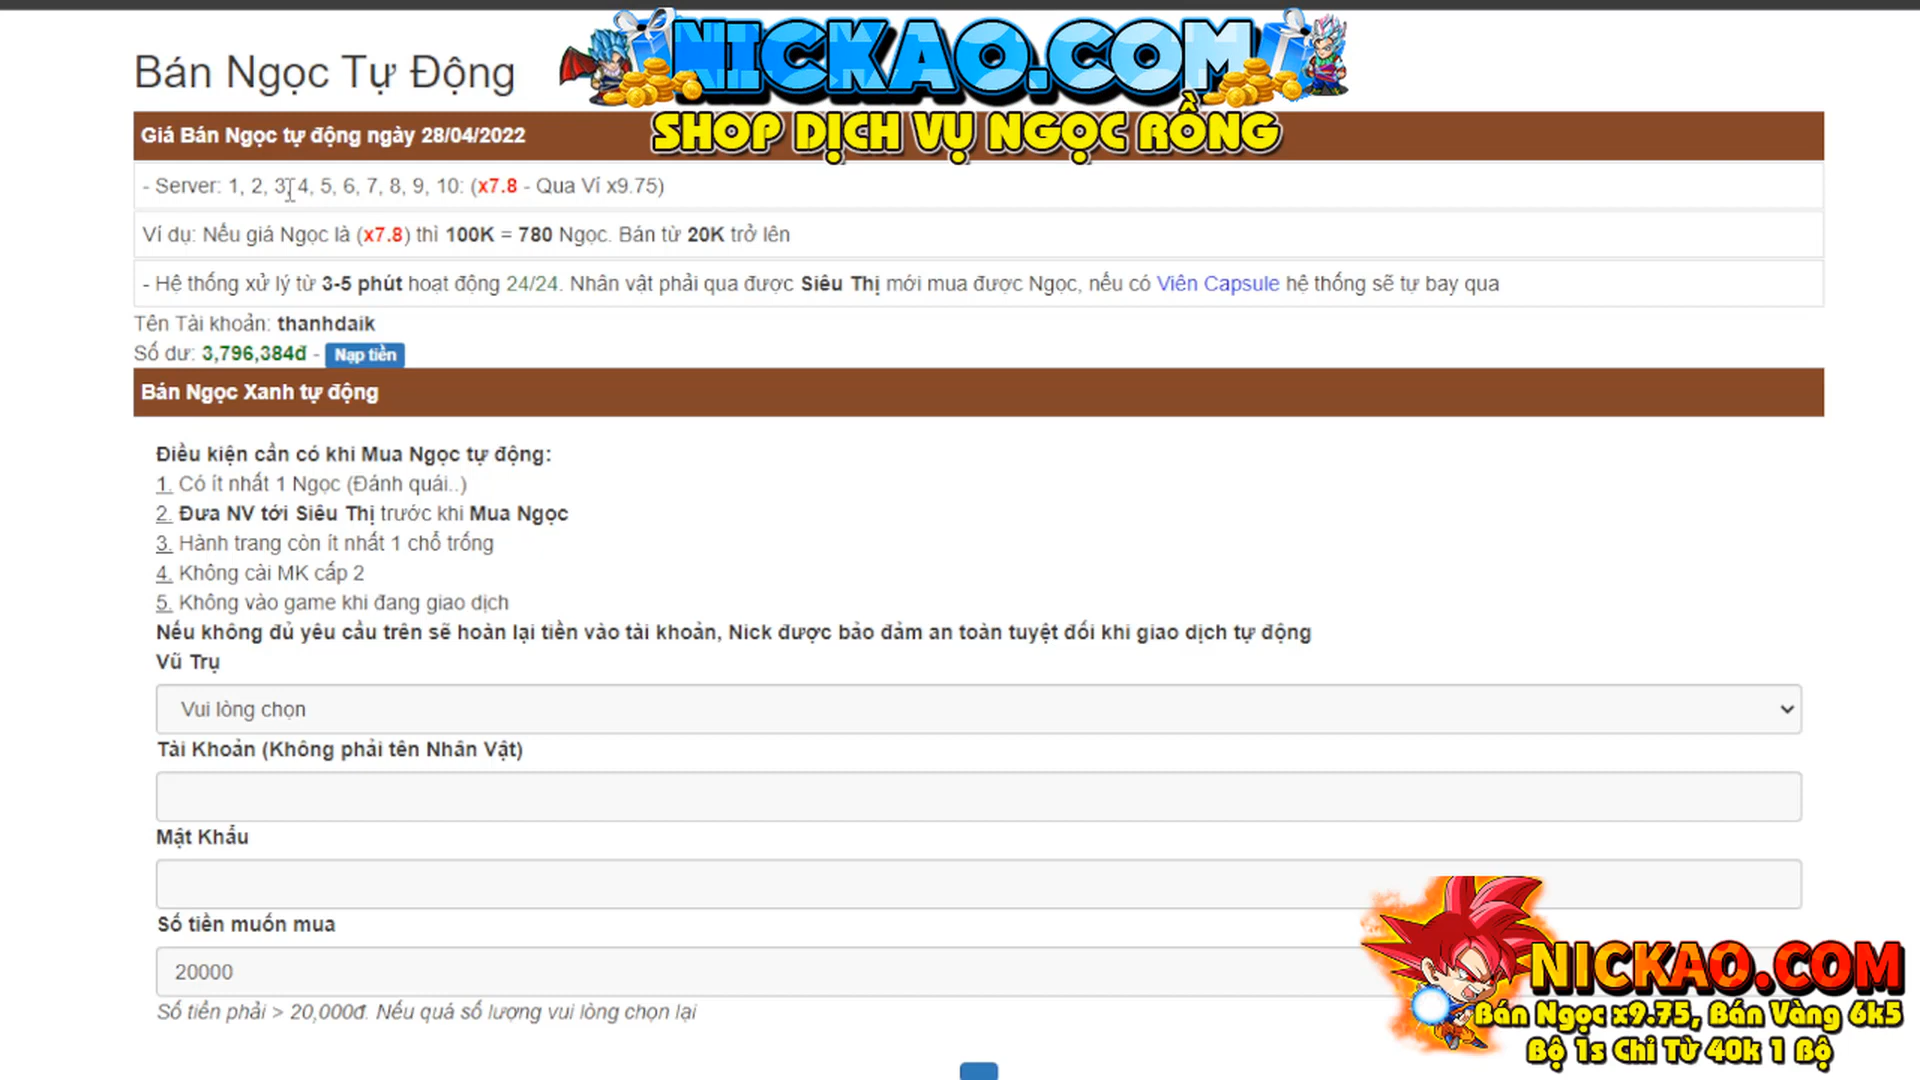 NICKAO.COM
Bán Ngọc Tự Động
SHOP DỊCH VỤ NGỌC RỒNG
Giá Bán Ngọc tự động ngày 28/04/2022
- Server: 1, 2, 3, 4, 5, 6, 7, 8, 9, 10: (x7.8 - Qua Ví x9.75)
Ví dụ: Nếu giá Ngọc là (x7.8) thì 100K = 780 Ngọc. Bán từ 20K trở lên
- Hệ thống xử lý từ 3-5 phút hoạt động 24/24. Nhân vật phải qua được Siêu Thị mới mua được Ngọc, nếu có Viên Capsule hệ thống sẽ tự bay qua
Tên Tài khoản: thanhdaik
Số dư: 3,796,384đ - Nạp tiền
Bán Ngọc Xanh tự động
Điều kiện cần có khi Mua Ngọc tự động:
1. Có ít nhất 1 Ngọc (Đánh quái..)
2. Đưa NV tới Siêu Thị trước khi Mua Ngọc
3. Hành trang còn ít nhất 1 chổ trống
4. Không cài MK cấp 2
5. Không vào game khi đang giao dịch
Nếu không đủ yêu cầu trên sẽ hoàn lại tiền vào tài khoản, Nick được bảo đảm an toàn tuyệt đối khi giao dịch tự động
Vũ Trụ
Vui lòng chọn
Tài Khoản (Không phải tên Nhân Vật)
Mật Khẩu
Số tiền muốn mua
20000
Số tiền phải > 20,000đ. Nếu quá số lượng vui lòng chọn lại
NICKAO.COM
Bán Ngọc x9.75, Bán Vàng 6k5
Bộ 1s Chỉ Từ 40k 1 Bộ